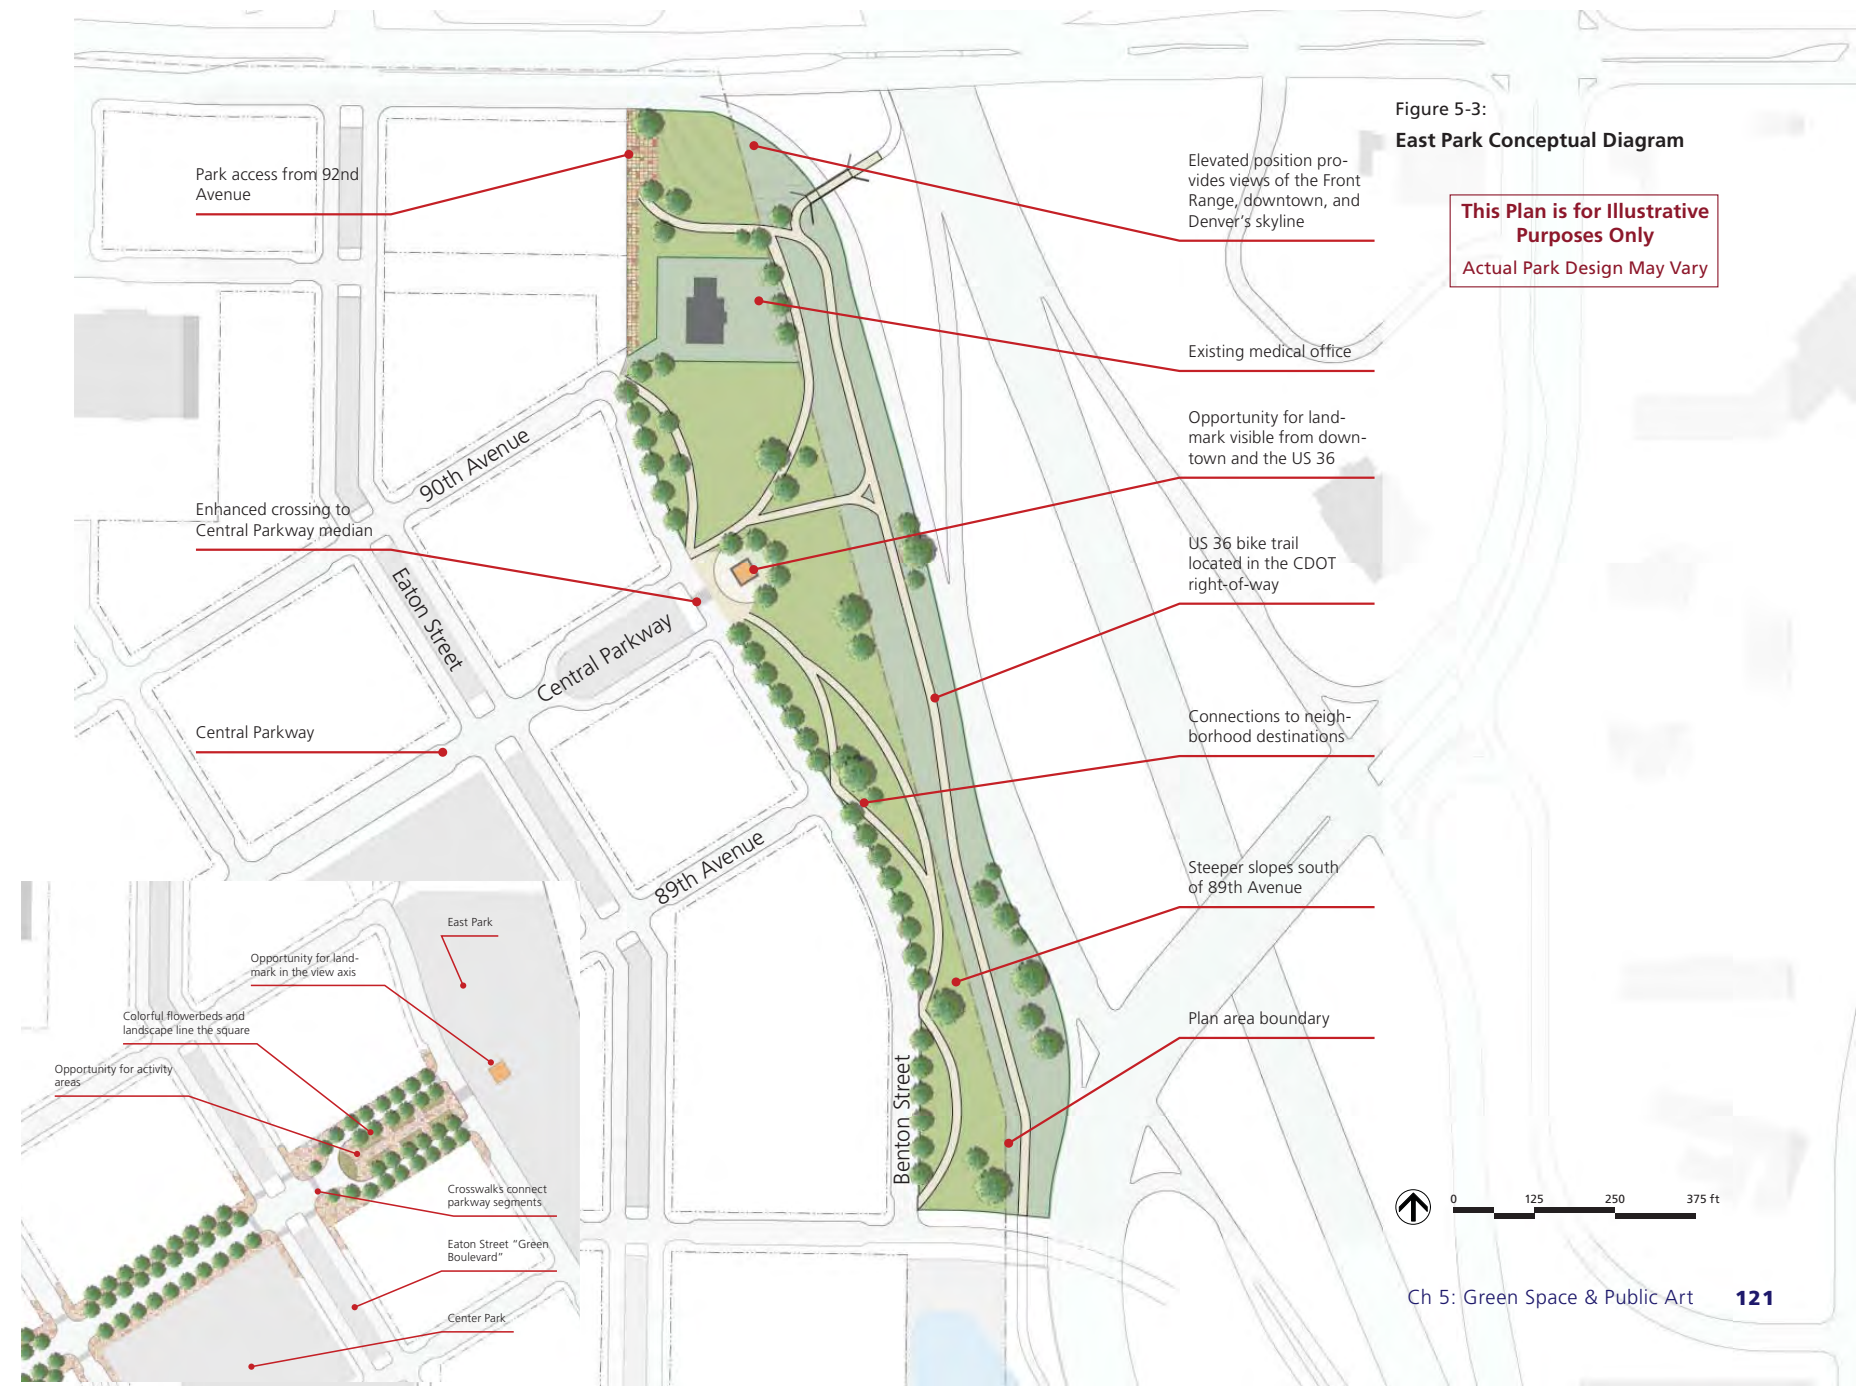 Figure 5-3:
East Park Conceptual Diagram
This Plan is for Illustrative
Purposes Only
Actual Park Design May Vary
Park access from 92nd
Avenue
Enhanced crossing to
Central Parkway median
Central Parkway
Elevated position pro-
vides views of the Front
Range, downtown, and
Denver's skyline
Existing medical office
Opportunity for land-
mark visible from down-
town and the US 36
US 36 bike trail
located in the CDOT
right-of-way
Connections to neigh-
borhood destinations
Steeper slopes south
of 89th Avenue
Plan area boundary
90th Avenue
Eaton Street
Central Parkway
89th Avenue
Benton Street
East Park
Opportunity for land-
mark in the view axis
Colorful flowerbeds and
landscape line the square
Opportunity for activity
areas
Crosswalks connect
parkway segments
Eaton Street “Green
Boulevard”
Center Park
0 125 250 375 ft
Ch 5: Green Space & Public Art 121